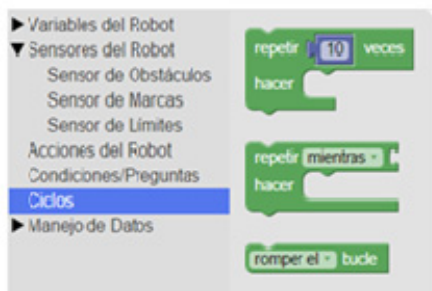 Variables del Robot
Sensores del Robot
Sensor de Obstáculos
Sensor de Marcas
Sensor de Límites
Acciones del Robot
Condiciones/Preguntas
Ciclos
Manejo de Datos
repetir 10 veces
hacer
repetir mientras
hacer
romper el bucle